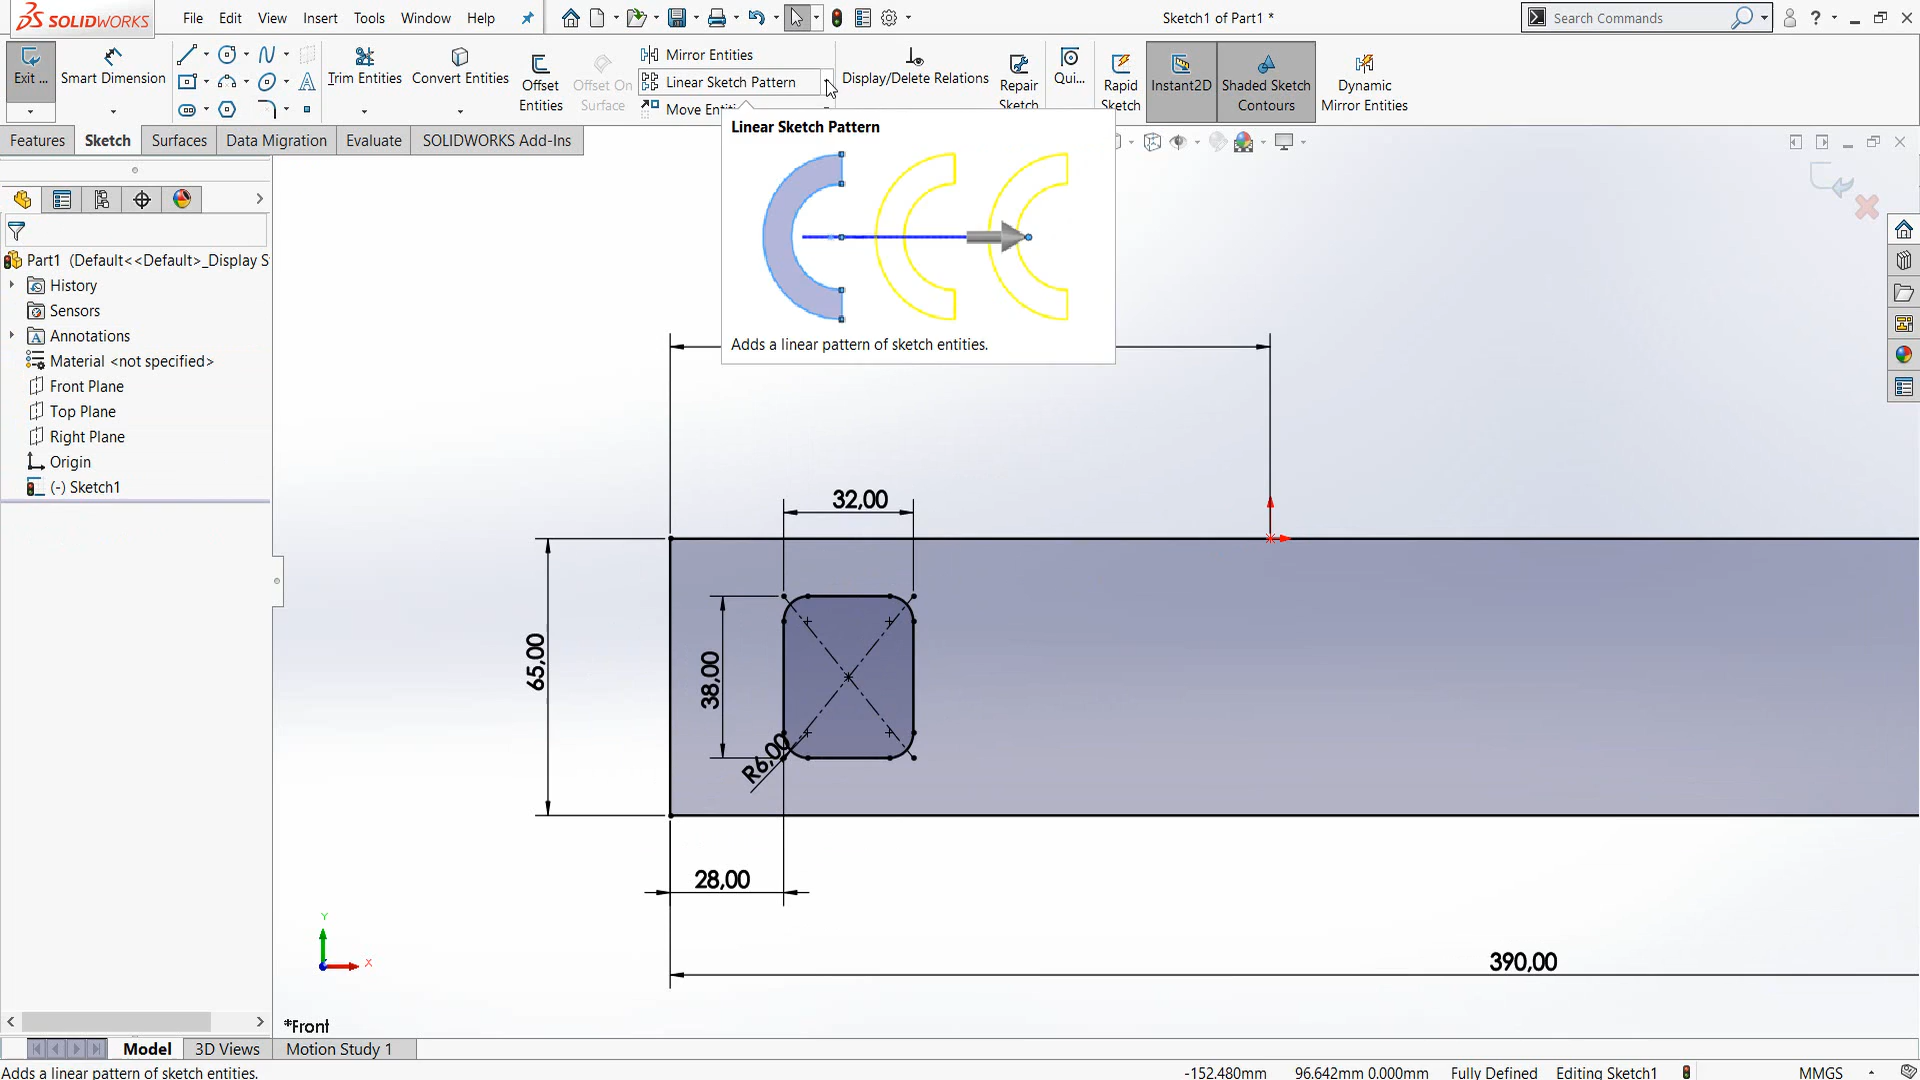 SOLIDWORKS
File Edit View Insert Tools Window Help
Sketch1 of Part1 *
Search Commands
Exit ...
Smart Dimension
Trim Entities
Convert Entities
Offset Entities
Offset On Surface
Mirror Entities
Linear Sketch Pattern
Move Entiti
Display/Delete Relations
Repair Sketch
Qui...
Rapid Sketch
Instant2D
Shaded Sketch Contours
Dynamic Mirror Entities
Features Sketch Surfaces Data Migration Evaluate SOLIDWORKS Add-Ins
Linear Sketch Pattern
Adds a linear pattern of sketch entities.
Part1 (Default<<Default>_Display S
History
Sensors
Annotations
Material <not specified>
Front Plane
Top Plane
Right Plane
Origin
(-) Sketch1
32,00
65,00
38,00
R6,00
28,00
390,00
Y
X
*Front
Model 3D Views Motion Study 1
Adds a linear pattern of sketch entities.
-152.480mm 96.642mm 0.000mm Fully Defined Editing Sketch1 MMGS